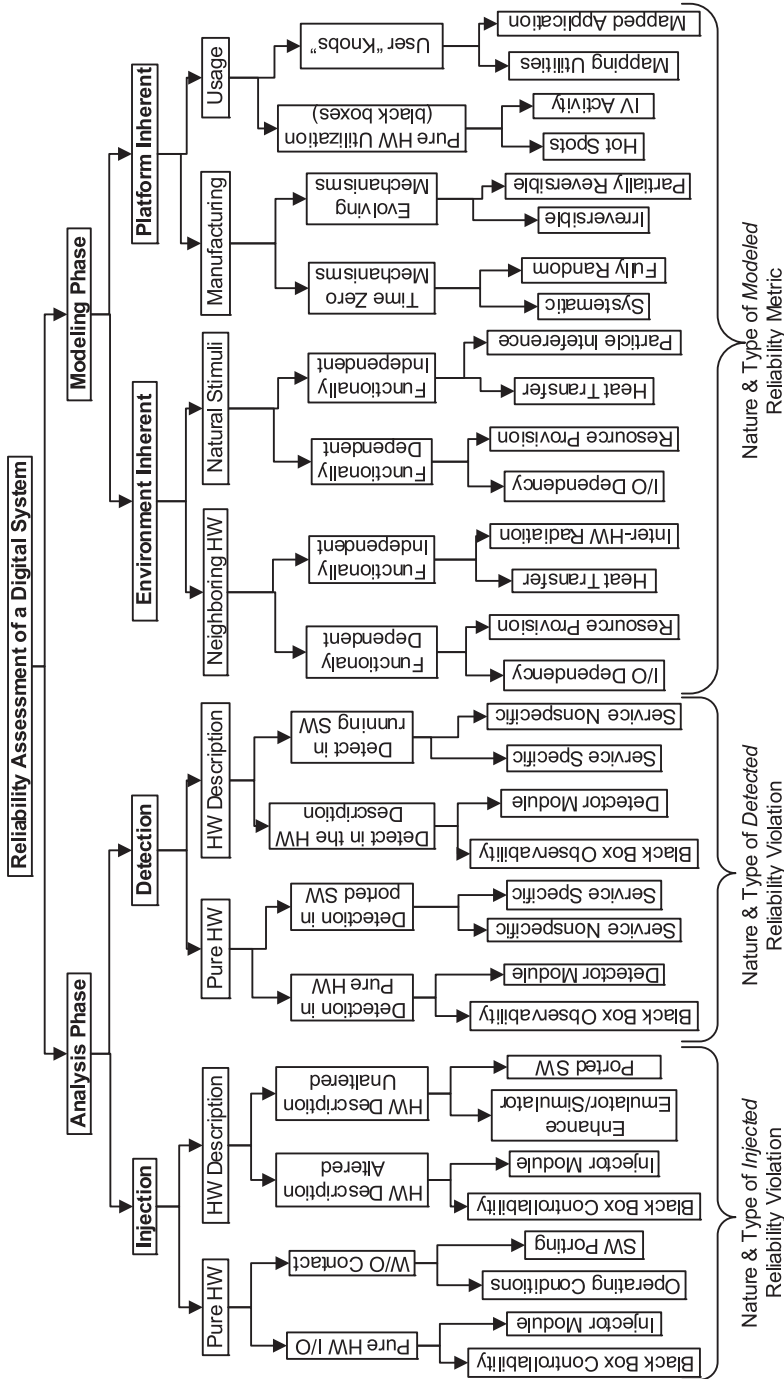 Reliability Assessment of a Digital System
Analysis Phase
Modeling Phase
Injection
Detection
Environment Inherent
Platform Inherent
Pure HW
HW Description
Pure HW
HW Description
Neighboring HW
Natural Stimuli
Manufacturing
Usage
Pure HW I/O
W/O Contact
HW Description
Altered
HW Description
Unaltered
Detection in
Pure HW
Detection in
ported SW
Detect in the HW
Description
Detect in
running SW
Functionaly
Dependent
Functionally
Independent
Functionally
Dependent
Functionally
Independent
Time Zero
Mechanisms
Evolving
Mechanisms
Pure HW Utilization
(black boxes)
User“Knobs”
Black Box Controllability
Injector Module
Operating Conditions
SW Porting
Black Box Controllability
Injector Module
Enhance
Emulator/Simulator
Ported SW
Black Box Observability
Detector Module
Service Nonspecific
Service Specific
Black Box Observability
Detector Module
Service Specific
Service Nonspecific
I/O Dependency
Resource Provision
Heat Transfer
Inter-HW Radiation
I/O Dependency
Resource Provision
Heat Transfer
Particle Inteference
Systematic
Fully Random
Irreversible
Partially Reversible
Hot Spots
IV Activity
Mapping Utilities
Mapped Application
Nature & Type of Injected
Reliability Violation
Nature & Type of Detected
Reliability Violation
Nature & Type of Modeled
Reliability Metric